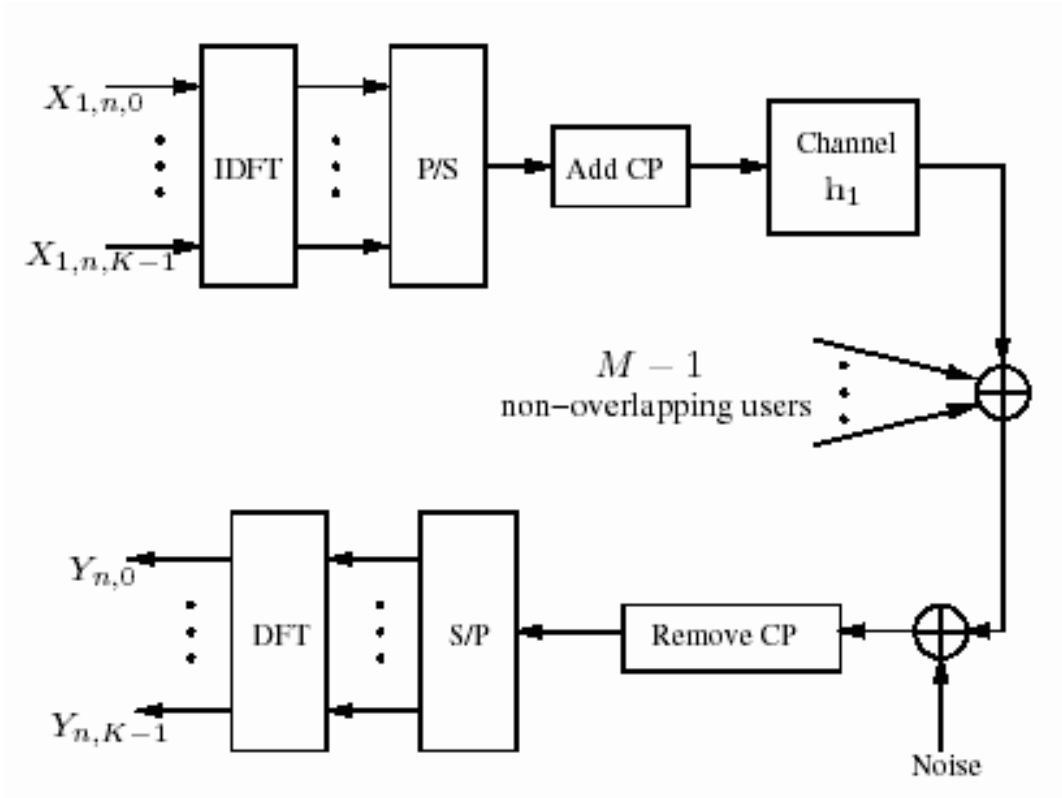 X₁,ₙ,₀
IDFT
P/S
Add CP
Channel
h₁
X₁,ₙ,K₋₁
M − 1
non−overlapping users
Yₙ,₀
DFT
S/P
Remove CP
Yₙ,K₋₁
Noise